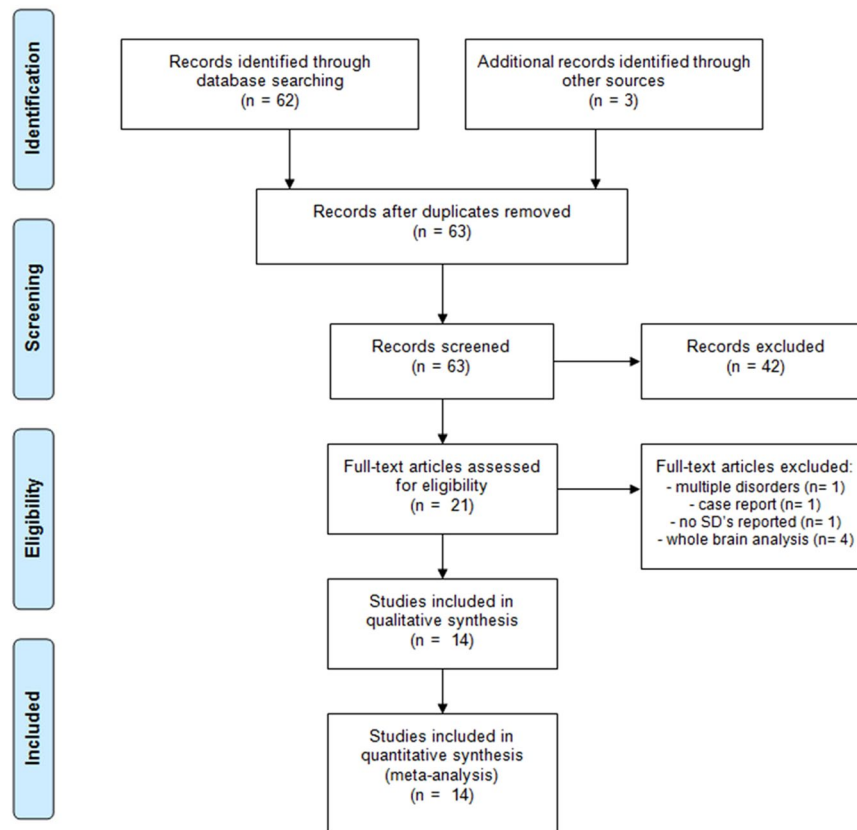 Identification
Records identified through
database searching
(n = 62)
Additional records identified through
other sources
(n = 3)
Records after duplicates removed
(n = 63)
Screening
Records screened
(n = 63)
Records excluded
(n = 42)
Eligibility
Full-text articles assessed
for eligibility
(n = 21)
Full-text articles excluded:
- multiple disorders (n= 1)
- case report (n= 1)
- no SD's reported (n= 1)
- whole brain analysis (n= 4)
Studies included in
qualitative synthesis
(n = 14)
Included
Studies included in
quantitative synthesis
(meta-analysis)
(n = 14)